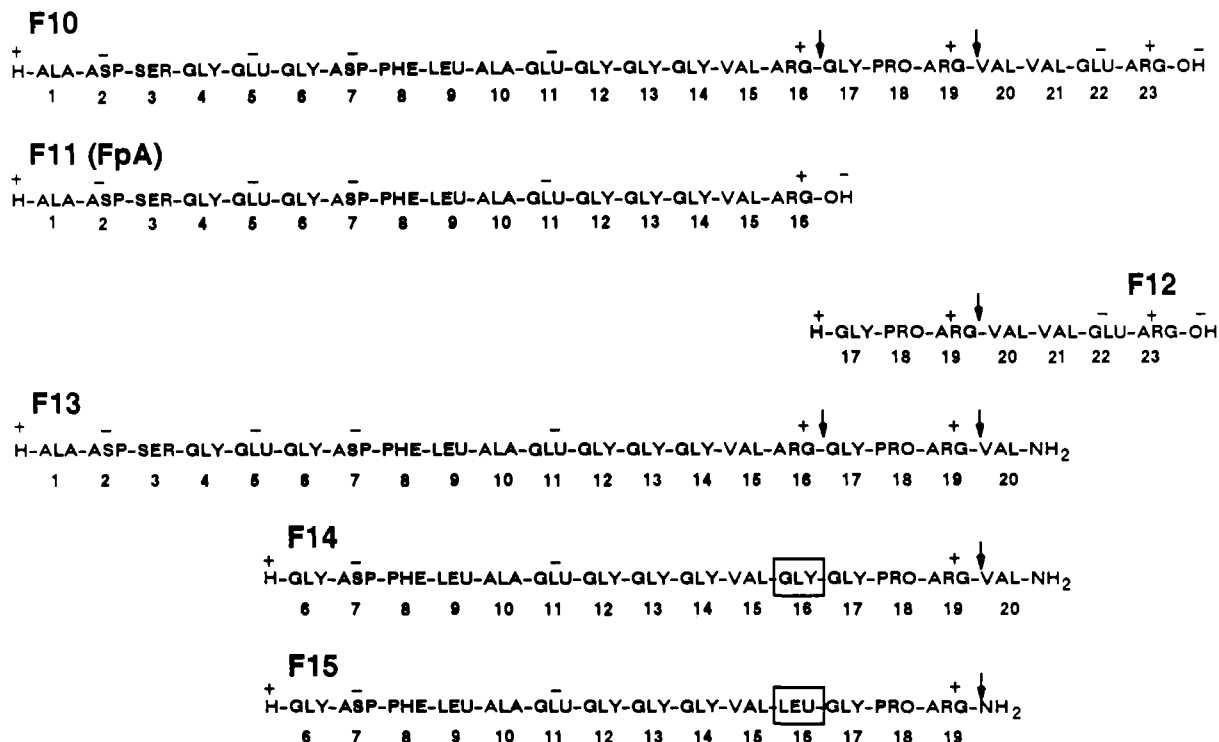 F10
+ − − − − + + − + −
H-ALA-ASP-SER-GLY-GLU-GLY-ASP-PHE-LEU-ALA-GLU-GLY-GLY-GLY-VAL-ARG-GLY-PRO-ARG-VAL-VAL-GLU-ARG-OH
1 2 3 4 5 6 7 8 9 10 11 12 13 14 15 16 17 18 19 20 21 22 23
F11 (FpA)
+ − − − − + −
H-ALA-ASP-SER-GLY-GLU-GLY-ASP-PHE-LEU-ALA-GLU-GLY-GLY-GLY-VAL-ARG-OH
1 2 3 4 5 6 7 8 9 10 11 12 13 14 15 16
F12
+ + − + −
H-GLY-PRO-ARG-VAL-VAL-GLU-ARG-OH
17 18 19 20 21 22 23
F13
+ − − − − + +
H-ALA-ASP-SER-GLY-GLU-GLY-ASP-PHE-LEU-ALA-GLU-GLY-GLY-GLY-VAL-ARG-GLY-PRO-ARG-VAL-NH2
1 2 3 4 5 6 7 8 9 10 11 12 13 14 15 16 17 18 19 20
F14
+ − − +
H-GLY-ASP-PHE-LEU-ALA-GLU-GLY-GLY-GLY-VAL-GLY-GLY-PRO-ARG-VAL-NH2
6 7 8 9 10 11 12 13 14 15 16 17 18 19 20
F15
+ − − +
H-GLY-ASP-PHE-LEU-ALA-GLU-GLY-GLY-GLY-VAL-LEU-GLY-PRO-ARG-NH2
6 7 8 9 10 11 12 13 14 15 16 17 18 19